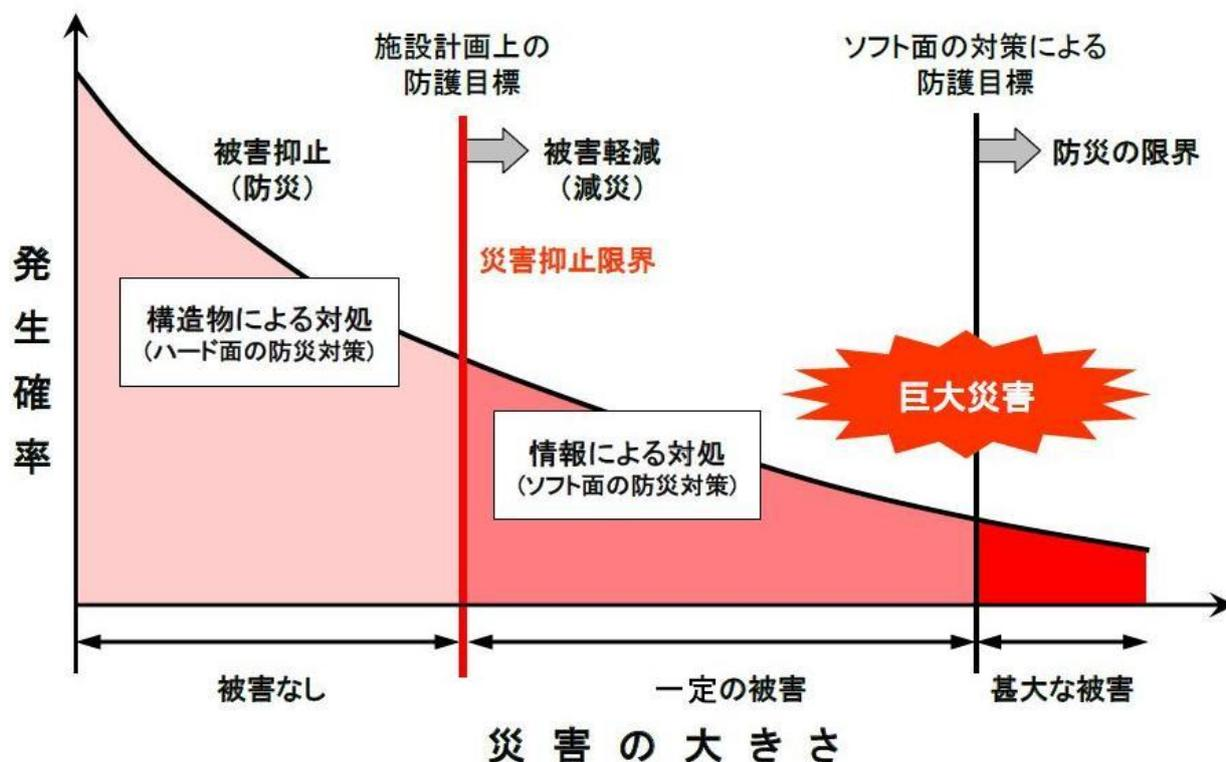 施設計画上の
防護目標
ソフト面の対策による
防護目標
被害抑止
（防災）
被害軽減
（減災）
防災の限界
災害抑止限界
発生確率
構造物による対処
（ハード面の防災対策）
巨大災害
情報による対処
（ソフト面の防災対策）
被害なし
一定の被害
甚大な被害
災害の大きさ